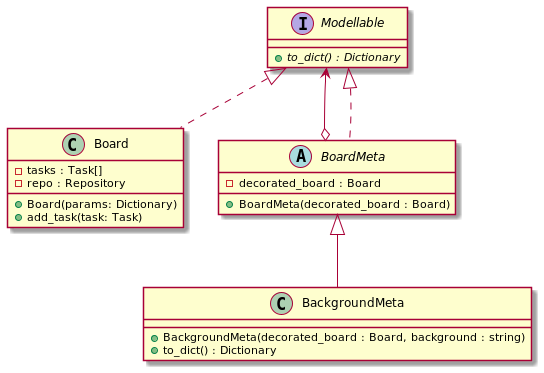 I Modellable
to_dict() : Dictionary
C Board
tasks : Task[]
repo : Repository
Board(params: Dictionary)
add_task(task: Task)
A BoardMeta
decorated_board : Board
BoardMeta(decorated_board : Board)
C BackgroundMeta
BackgroundMeta(decorated_board : Board, background : string)
to_dict() : Dictionary